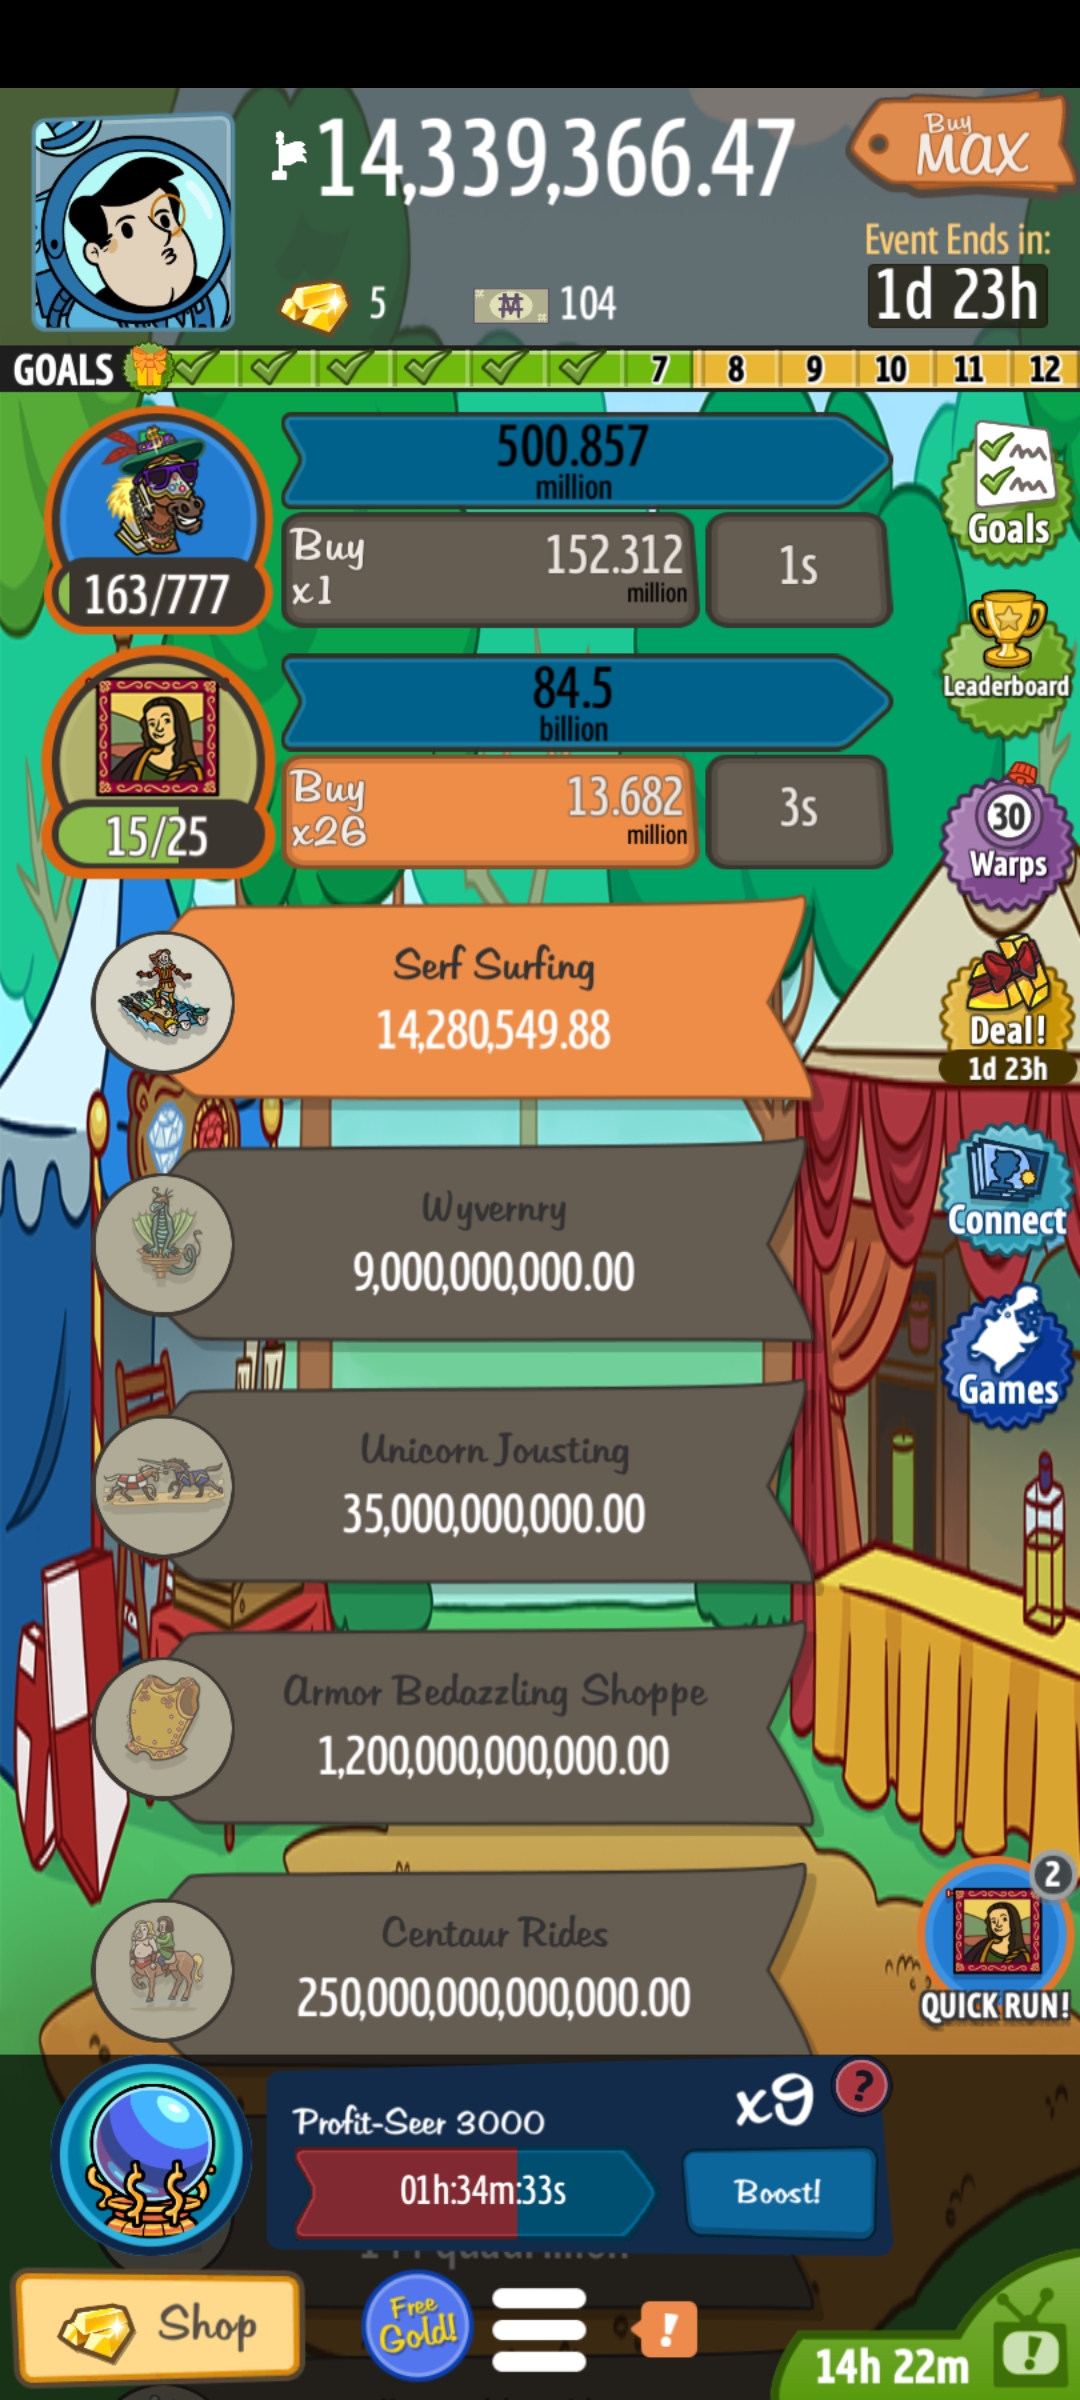 14,339,366.47
Buy
Max
Event Ends in:
1d 23h
5
104
GOALS
7
8
9
10
11
12
500.857
million
Buy
x1
152.312
million
1s
163/777
Goals
84.5
billion
Leaderboard
Buy
x26
13.682
million
3s
15/25
30
Warps
Serf Surfing
14,280,549.88
Deal!
1d 23h
Wyvernry
9,000,000,000.00
Connect
Unicorn Jousting
35,000,000,000.00
Games
Armor Bedazzling Shoppe
1,200,000,000,000.00
Centaur Rides
250,000,000,000,000.00
2
QUICK RUN!
Profit-Seer 3000
x9
?
01h:34m:33s
Boost!
Shop
Free
Gold!
!
14h 22m
!